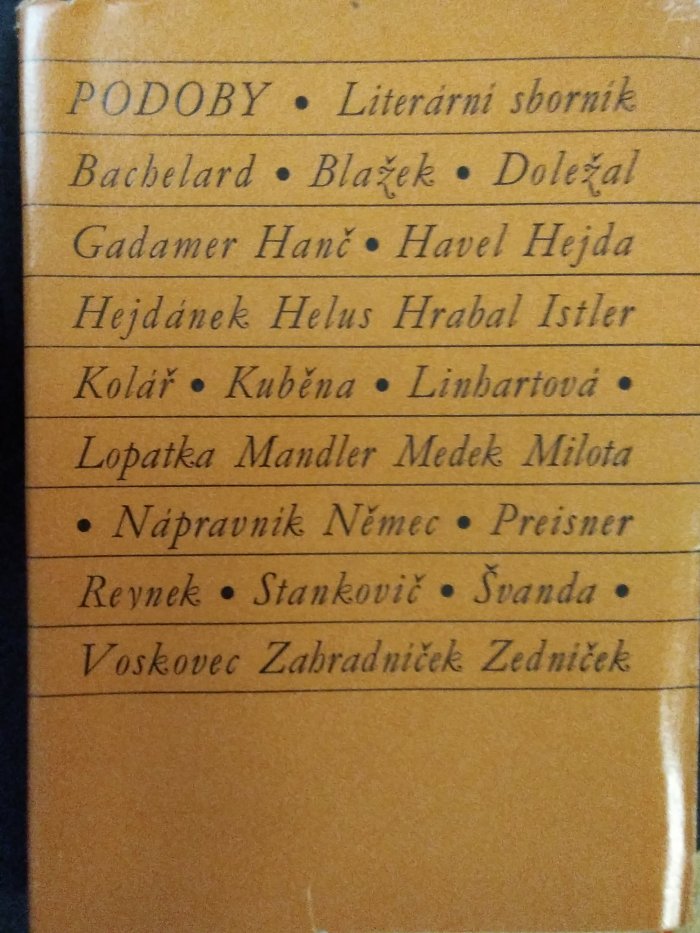 PODOBY • Literární sborník
Bachelard • Blažek • Doležal
Gadamer Hanč • Havel Hejda
Hejdánek Helus Hrabal Istler
Kolář • Kuběna • Linhartová •
Lopatka Mandler Medek Milota
• Nápravník Němec • Preisner
Reynek • Stankovič • Švanda •
Voskovec Zahradníček Zedníček